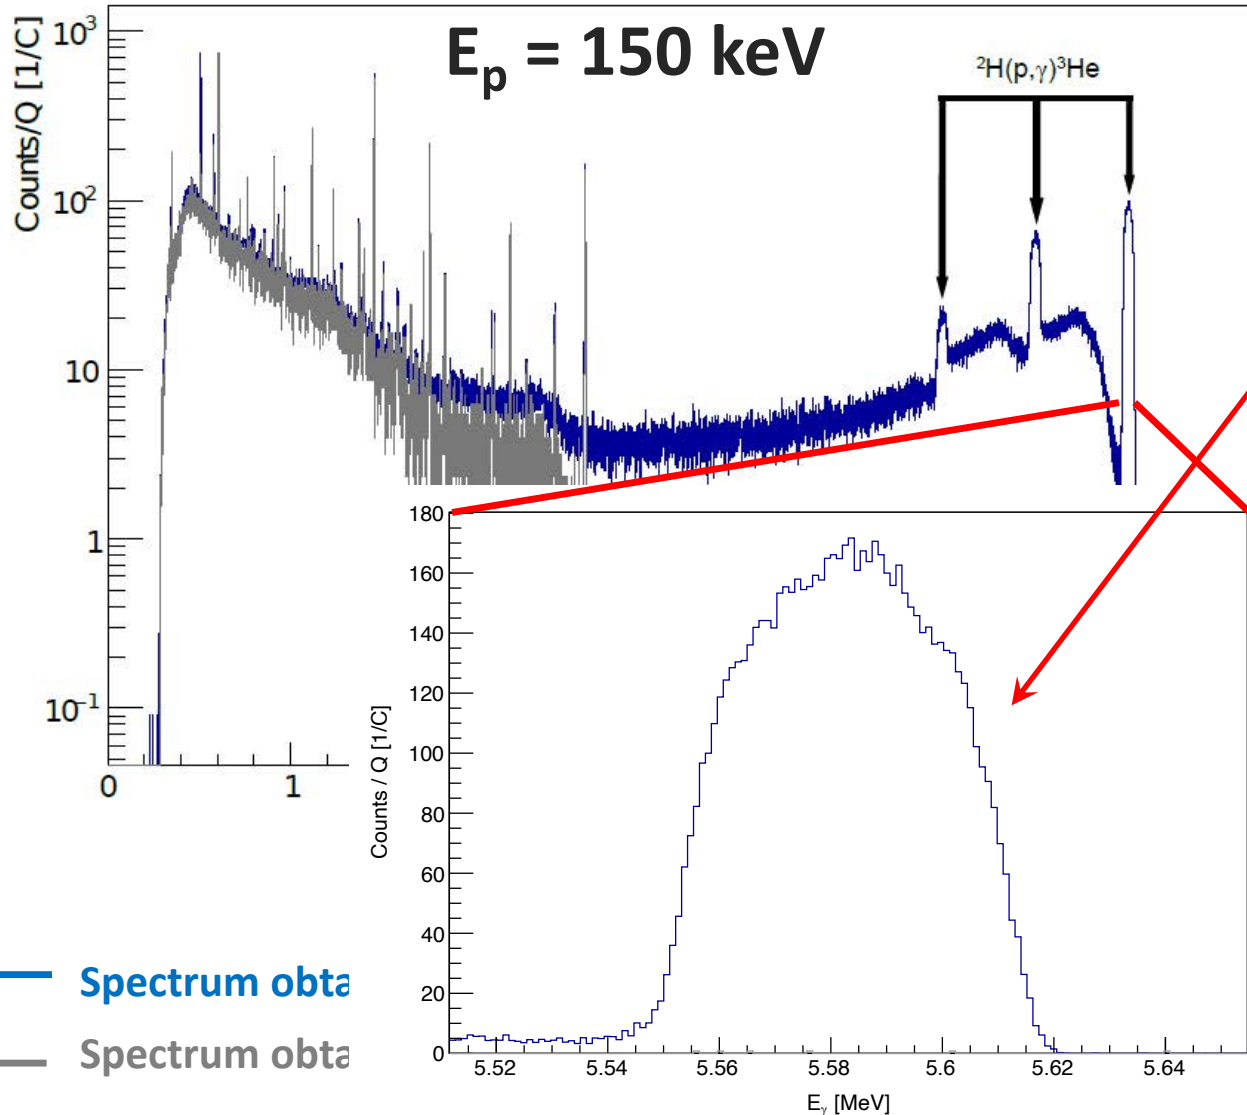 E_p = 150 keV
²H(p,γ)³He
Counts/Q [1/C]
10³
10²
10
1
10⁻¹
0 1
Counts / Q [1/C]
180
160
140
120
100
80
60
40
20
0
5.52 5.54 5.56 5.58 5.6 5.62 5.64
E_γ [MeV]
Spectrum obta
Spectrum obta